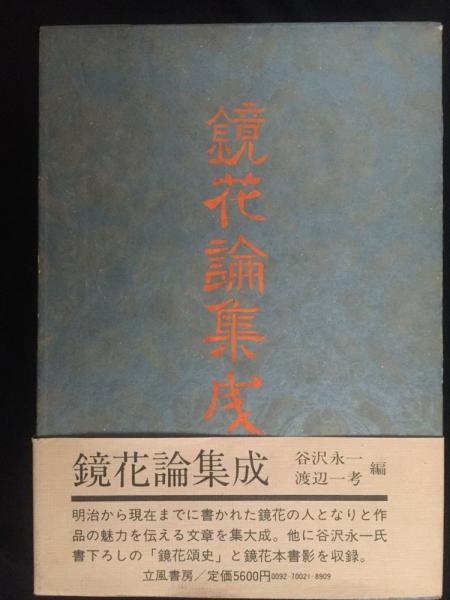 鏡花論集成
鏡花論集成
谷沢永一
渡辺一考
編
明治から現在までに書かれた鏡花の人となりと作
品の魅力を伝える文章を集大成。他に谷沢永一氏
書下ろしの「鏡花頌史」と鏡花本書影を収録。
立風書房／定価5600円0092-70021-8909